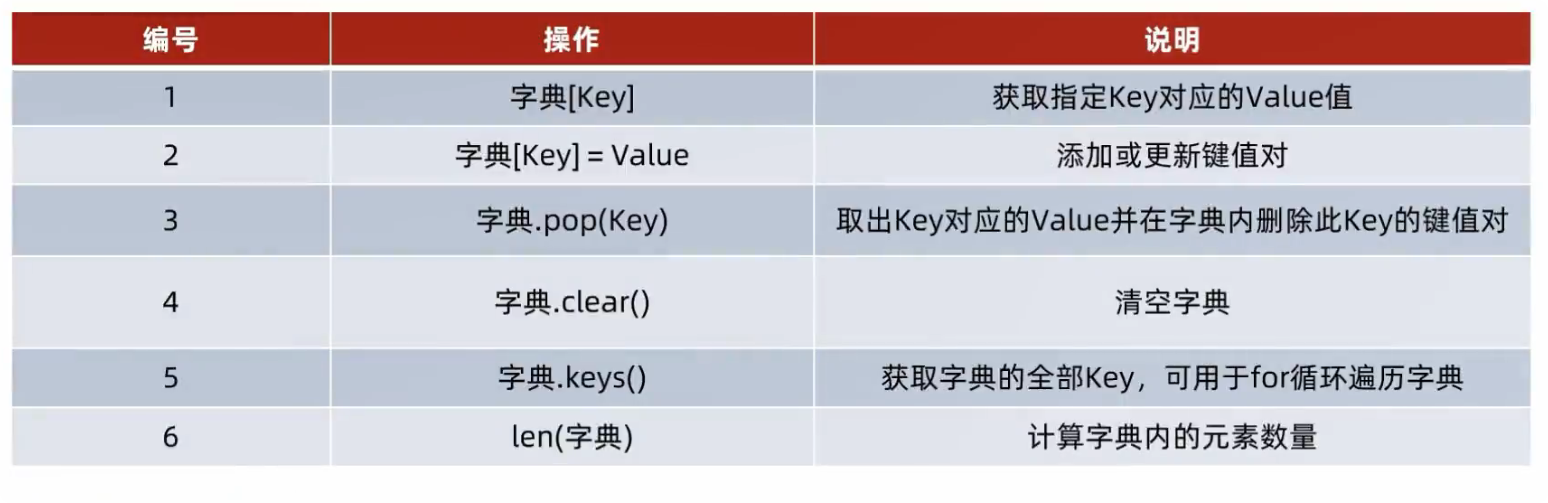 编号 操作 说明
1 字典[Key] 获取指定Key对应的Value值
2 字典[Key] = Value 添加或更新键值对
3 字典.pop(Key) 取出Key对应的Value并在字典内删除此Key的键值对
4 字典.clear() 清空字典
5 字典.keys() 获取字典的全部Key，可用于for循环遍历字典
6 len(字典) 计算字典内的元素数量